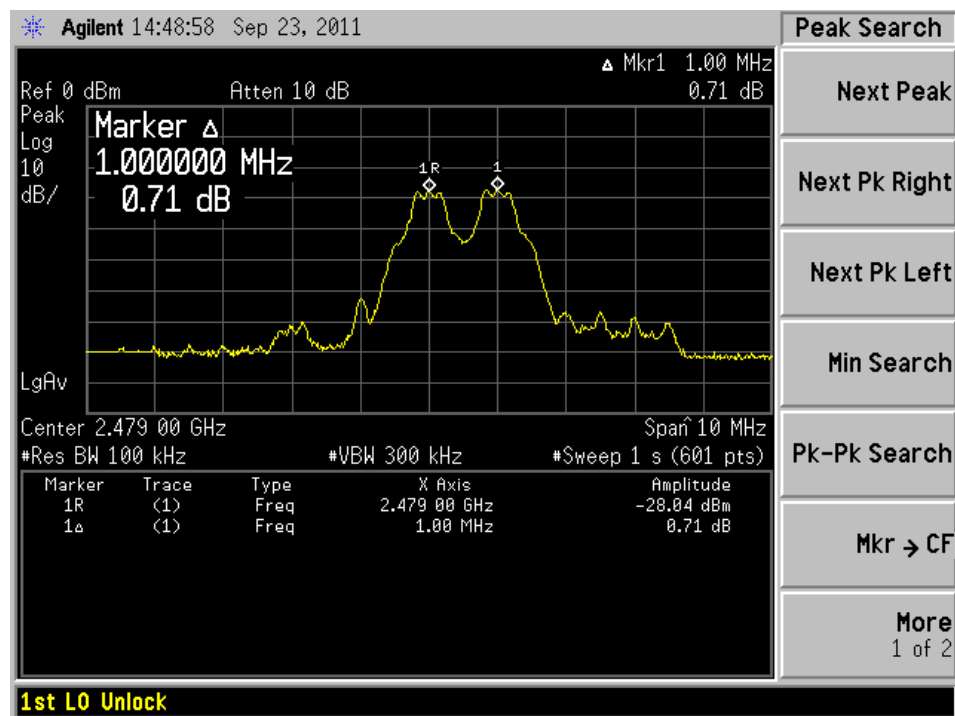 Agilent 14:48:58 Sep 23, 2011
Peak Search
Δ Mkr1 1.00 MHz
Ref 0 dBm Atten 10 dB 0.71 dB
Peak
Log
10
dB/
Marker Δ
1.000000 MHz
0.71 dB
1R 1
LgAv
Center 2.479 00 GHz Span 10 MHz
#Res BW 100 kHz #VBW 300 kHz #Sweep 1 s (601 pts)
Marker Trace Type X Axis Amplitude
1R (1) Freq 2.479 00 GHz -28.04 dBm
1Δ (1) Freq 1.00 MHz 0.71 dB
Next Peak
Next Pk Right
Next Pk Left
Min Search
Pk-Pk Search
Mkr → CF
More
1 of 2
1st LO Unlock